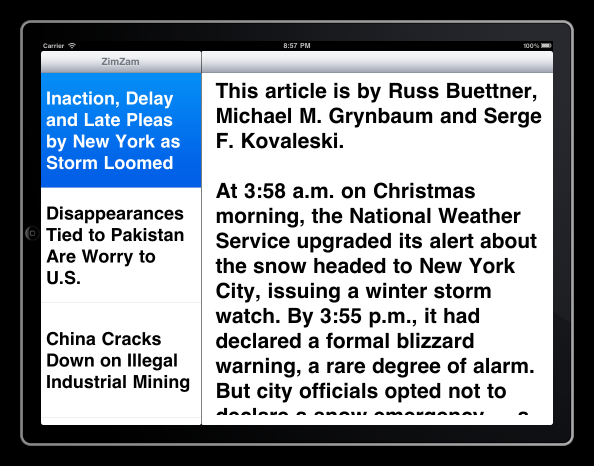 Carrier 8:57 PM 100%
ZimZam
Inaction, Delay
and Late Pleas
by New York as
Storm Loomed
Disappearances
Tied to Pakistan
Are Worry to
U.S.
China Cracks
Down on Illegal
Industrial Mining
This article is by Russ Buettner,
Michael M. Grynbaum and Serge
F. Kovaleski.
At 3:58 a.m. on Christmas
morning, the National Weather
Service upgraded its alert about
the snow headed to New York
City, issuing a winter storm
watch. By 3:55 p.m., it had
declared a formal blizzard
warning, a rare degree of alarm.
But city officials opted not to
declare a snow emergency — a